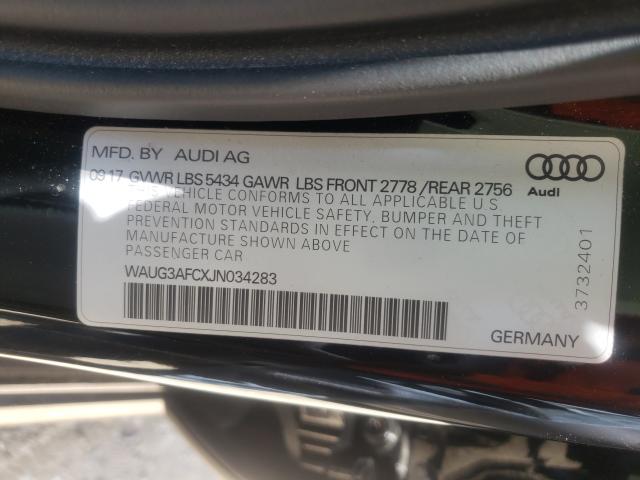 MFD. BY AUDI AG
09.17 GVWR LBS 5434 GAWR LBS FRONT 2778 /REAR 2756
THIS VEHICLE CONFORMS TO ALL APPLICABLE U.S
FEDERAL MOTOR VEHICLE SAFETY, BUMPER AND THEFT
PREVENTION STANDARDS IN EFFECT ON THE DATE OF
MANUFACTURE SHOWN ABOVE
PASSENGER CAR
WAUG3AFCXJN034283
Audi
3732401
GERMANY